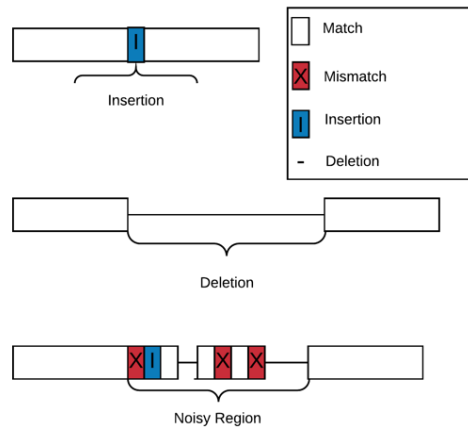 I
Insertion
Match
X Mismatch
I Insertion
- Deletion
Deletion
X I X X
Noisy Region